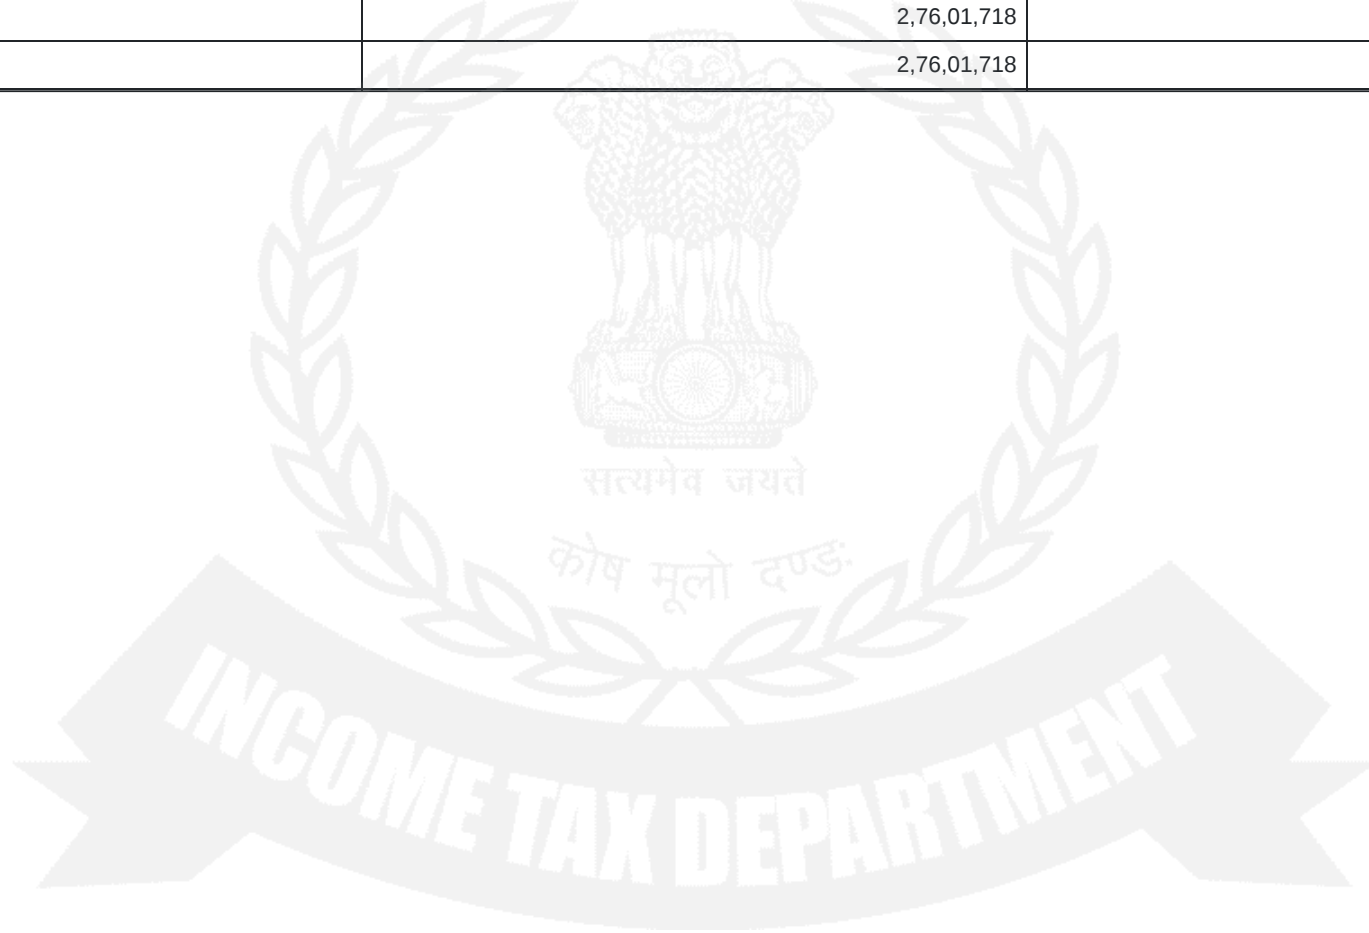 2,76,01,718
2,76,01,718
सत्यमेव जयते
कोष मूलो दण्डः
INCOME TAX DEPARTMENT